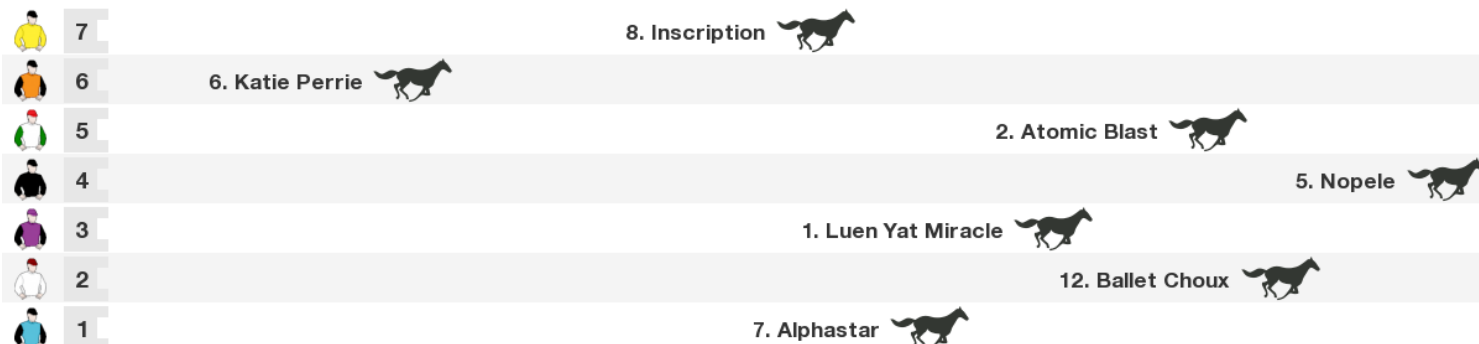 7 8. Inscription
6 6. Katie Perrie
5 2. Atomic Blast
4 5. Nopele
3 1. Luen Yat Miracle
2 12. Ballet Choux
1 7. Alphastar